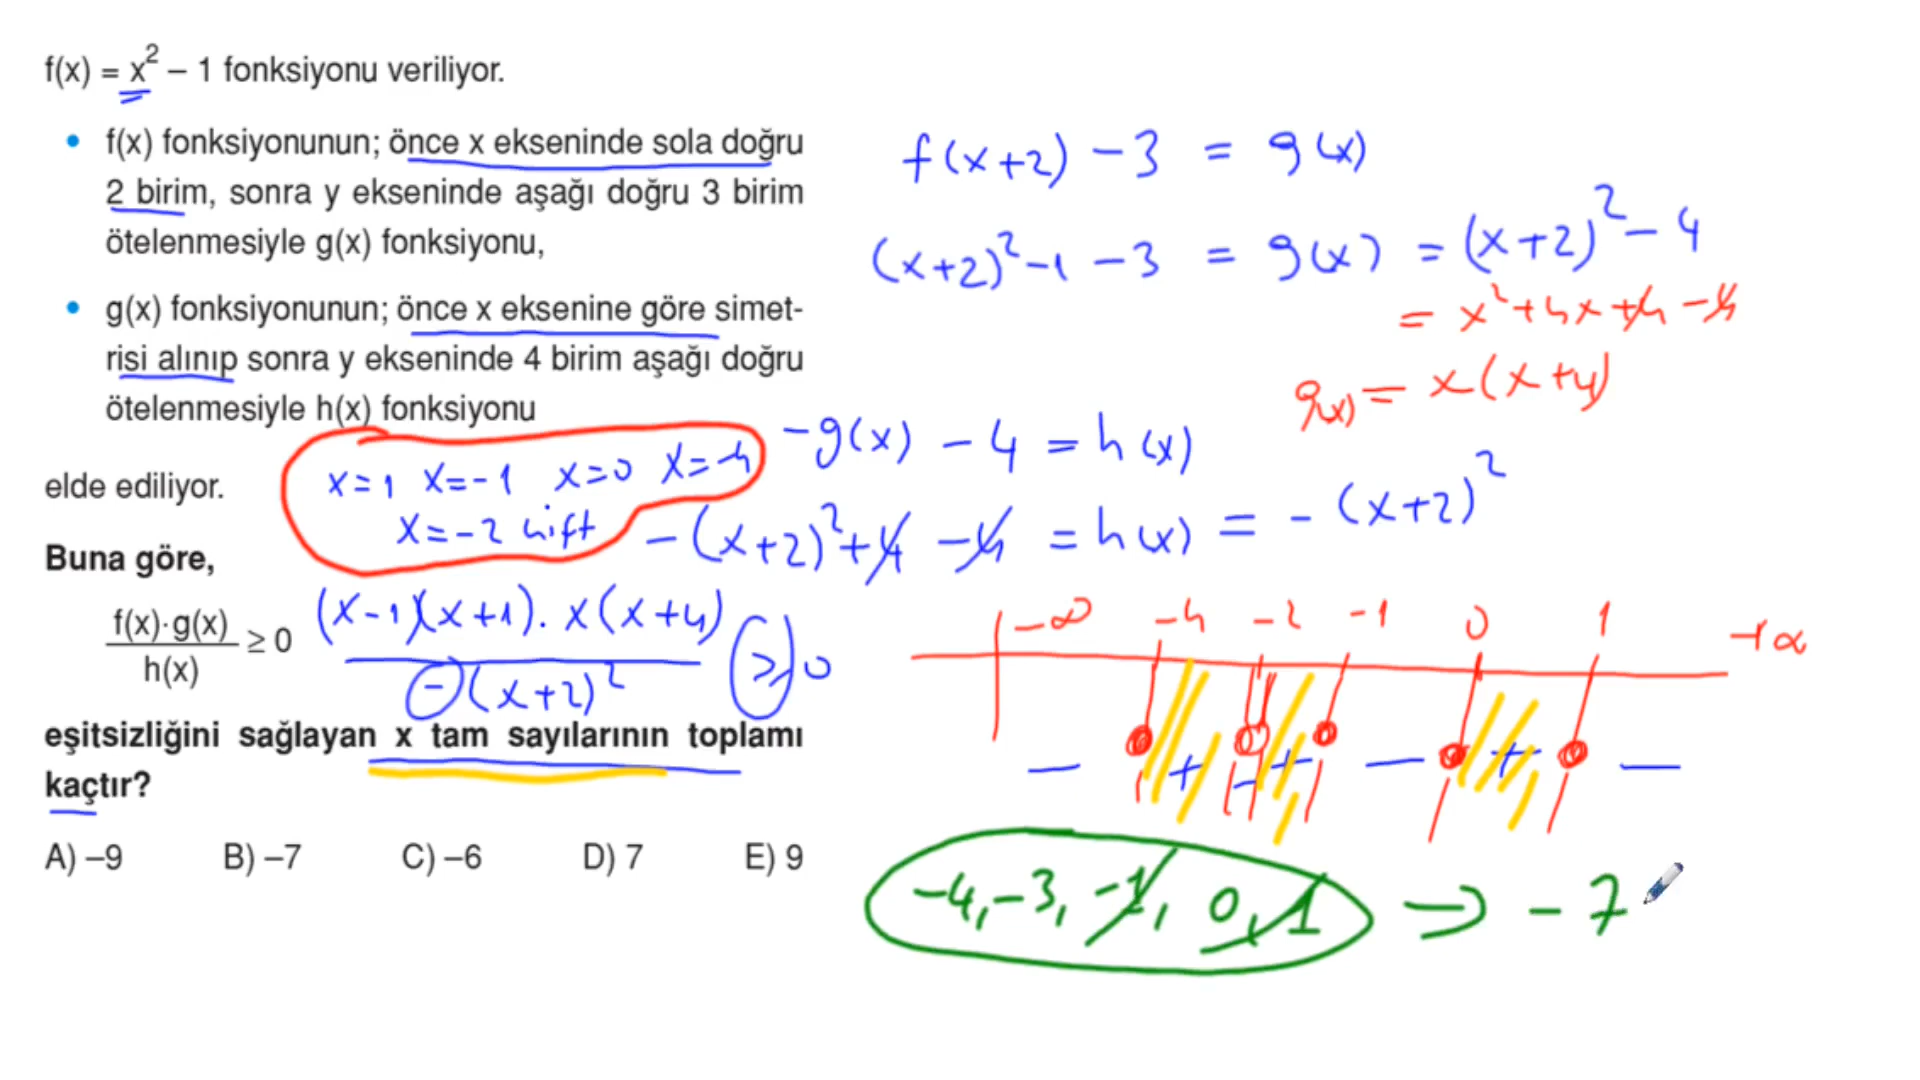 f(x) = x² – 1 fonksiyonu veriliyor.
• f(x) fonksiyonunun; önce x ekseninde sola doğru
2 birim, sonra y ekseninde aşağı doğru 3 birim
ötelenmesiyle g(x) fonksiyonu,
• g(x) fonksiyonunun; önce x eksenine göre simet-
risi alınıp sonra y ekseninde 4 birim aşağı doğru
ötelenmesiyle h(x) fonksiyonu
elde ediliyor.
Buna göre,
f(x)·g(x)
h(x)
≥ 0
eşitsizliğini sağlayan x tam sayılarının toplamı
kaçtır?
A) –9 B) –7 C) –6 D) 7 E) 9
f(x+2) – 3 = g(x)
(x+2)² – 1 – 3 = g(x) = (x+2)² – 4
= x² + 4x + 4 – 4
g(x) = x(x+4)
–g(x) – 4 = h(x)
–(x+2)² + 4 – 4 = h(x) = –(x+2)²
x=1 x=–1 x=0 x=–4
x=–2 çift
(x–1)(x+1).x(x+4)
–(x+2)²
≥ 0
–∞ –4 –2 –1 0 1 +∞
– + + – + –
–4, –3, –1, 0, 1 ⇒ –7